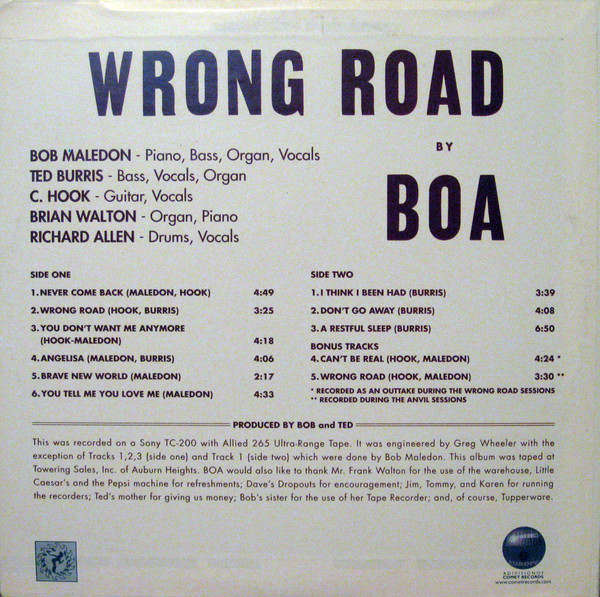 WRONG ROAD
BY
BOA
BOB MALEDON - Piano, Bass, Organ, Vocals
TED BURRIS - Bass, Vocals, Organ
C. HOOK - Guitar, Vocals
BRIAN WALTON - Organ, Piano
RICHARD ALLEN - Drums, Vocals
SIDE ONE
1. NEVER COME BACK (MALEDON, HOOK) 4:49
2. WRONG ROAD (HOOK, BURRIS) 3:25
3. YOU DON'T WANT ME ANYMORE
(HOOK-MALEDON) 4:18
4. ANGELISA (MALEDON, BURRIS) 4:06
5. BRAVE NEW WORLD (MALEDON) 2:17
6. YOU TELL ME YOU LOVE ME (MALEDON) 4:33
SIDE TWO
1. I THINK I BEEN HAD (BURRIS) 3:39
2. DON'T GO AWAY (BURRIS) 4:08
3. A RESTFUL SLEEP (BURRIS) 6:50
BONUS TRACKS
4. CAN'T BE REAL (HOOK, MALEDON) 4:24 *
5. WRONG ROAD (HOOK, MALEDON) 3:30 **
* RECORDED AS AN OUTTAKE DURING THE WRONG ROAD SESSIONS
** RECORDED DURING THE ANVIL SESSIONS
PRODUCED BY BOB and TED
This was recorded on a Sony TC-200 with Allied 265 Ultra-Range Tape. It was engineered by Greg Wheeler with the
exception of Tracks 1,2,3 (side one) and Track 1 (side two) which were done by Bob Maledon. This album was taped at
Towering Sales, Inc. of Auburn Heights. BOA would also like to thank Mr. Frank Walton for the use of the warehouse, Little
Caesar's and the Pepsi machine for refreshments; Dave's Dropouts for encouragement; Jim, Tommy, and Karen for running
the recorders; Ted's mother for giving us money; Bob's sister for the use of her Tape Recorder; and, of course, Tupperware.
A DIVISION OF
COMET RECORDS
www.cometrecords.com